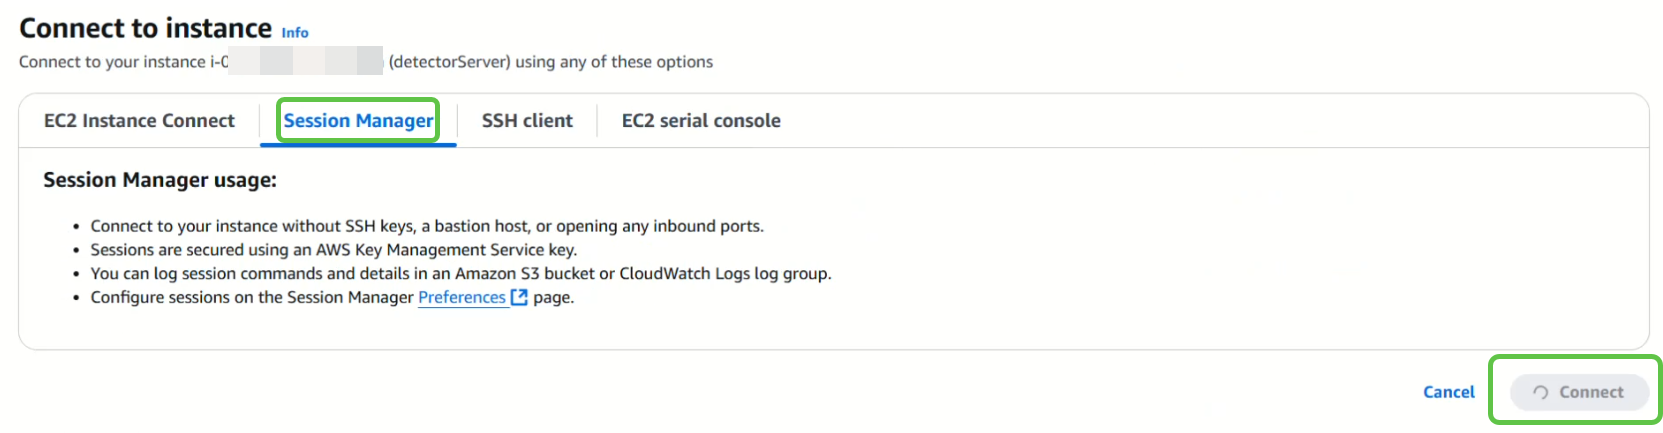 Connect to instance Info
Connect to your instance i-0 (detectorServer) using any of these options
EC2 Instance Connect Session Manager SSH client EC2 serial console
Session Manager usage:
• Connect to your instance without SSH keys, a bastion host, or opening any inbound ports.
• Sessions are secured using an AWS Key Management Service key.
• You can log session commands and details in an Amazon S3 bucket or CloudWatch Logs log group.
• Configure sessions on the Session Manager Preferences page.
Cancel Connect